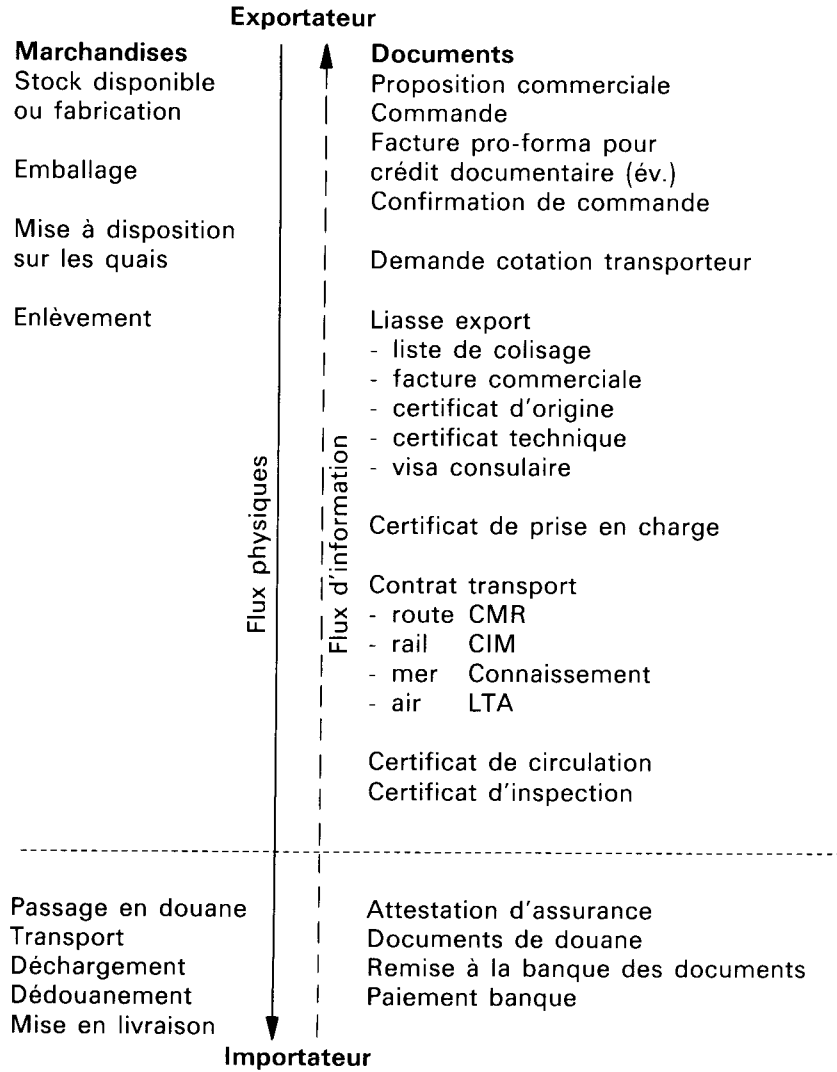 Exportateur
Marchandises
Stock disponible
ou fabrication
Emballage
Mise à disposition
sur les quais
Enlèvement
Flux physiques
Flux d'information
Documents
Proposition commerciale
Commande
Facture pro-forma pour
crédit documentaire (év.)
Confirmation de commande
Demande cotation transporteur
Liasse export
- liste de colisage
- facture commerciale
- certificat d'origine
- certificat technique
- visa consulaire
Certificat de prise en charge
Contrat transport
- route CMR
- rail CIM
- mer Connaissement
- air LTA
Certificat de circulation
Certificat d'inspection
Passage en douane
Transport
Déchargement
Dédouanement
Mise en livraison
Attestation d'assurance
Documents de douane
Remise à la banque des documents
Paiement banque
Importateur